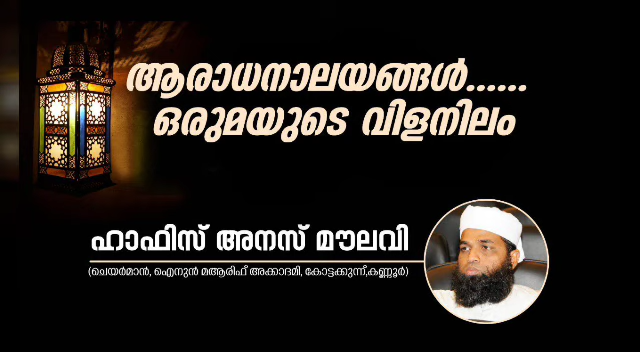 ആരാധനാലയങ്ങൾ......
ഒരുമയുടെ വിളനിലം
ഹാഫിസ് അനസ് മൗലവി
(ചെയർമാൻ, ഐനുൻ മആരിഫ് അക്കാദമി, കോട്ടക്കുന്ന്,കണ്ണൂർ)